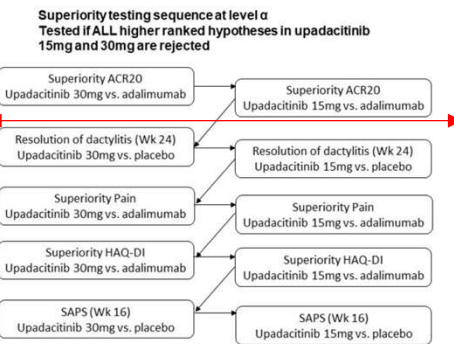 Superiority testing sequence at level α
Tested if ALL higher ranked hypotheses in upadacitinib
15mg and 30mg are rejected
Superiority ACR20
Upadacitinib 30mg vs. adalimumab
Superiority ACR20
Upadacitinib 15mg vs. adalimumab
Resolution of dactylitis (Wk 24)
Upadacitinib 30mg vs. placebo
Resolution of dactylitis (Wk 24)
Upadacitinib 15mg vs. placebo
Superiority Pain
Upadacitinib 30mg vs. adalimumab
Superiority Pain
Upadacitinib 15mg vs. adalimumab
Superiority HAQ-DI
Upadacitinib 30mg vs. adalimumab
Superiority HAQ-DI
Upadacitinib 15mg vs. adalimumab
SAPS (Wk 16)
Upadacitinib 30mg vs. placebo
SAPS (Wk 16)
Upadacitinib 15mg vs. placebo